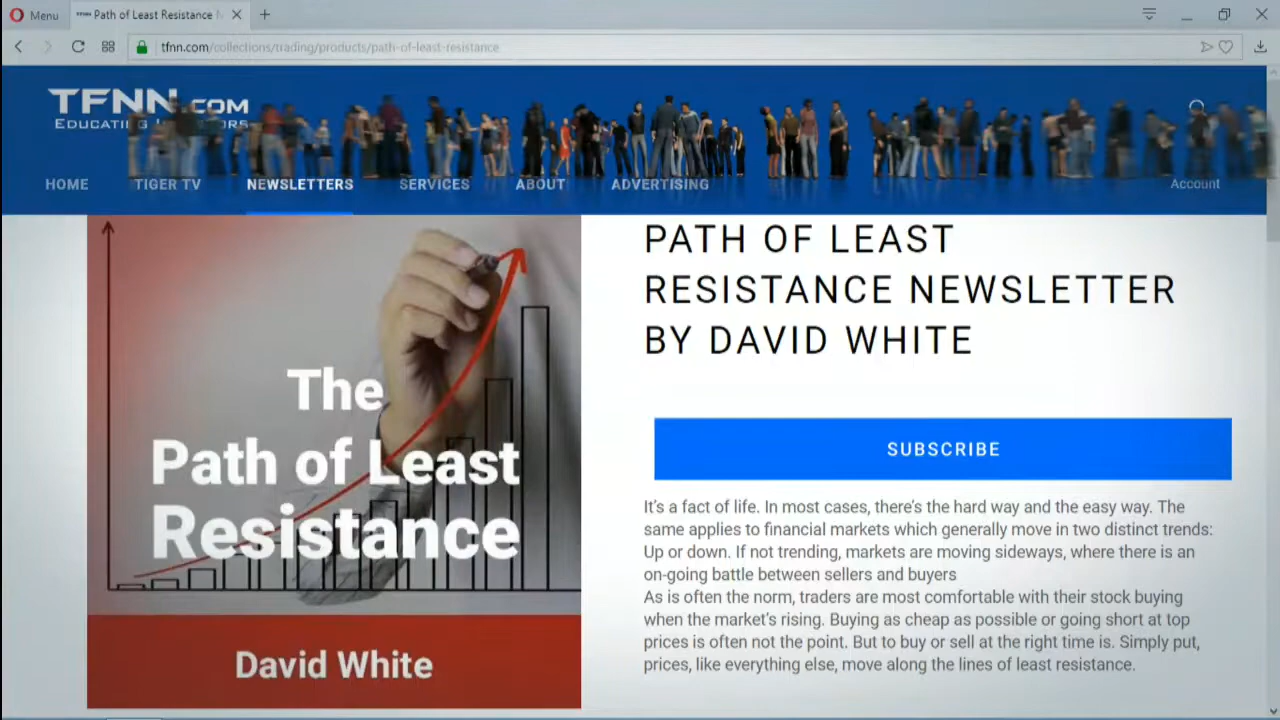 Menu
Path of Least Resistance
tfnn.com/collections/trading/products/path-of-least-resistance
TFNN.COM
EDUCATING INVESTORS
HOME TIGER TV NEWSLETTERS SERVICES ABOUT ADVERTISING Account
The
Path of Least
Resistance
David White
PATH OF LEAST
RESISTANCE NEWSLETTER
BY DAVID WHITE
SUBSCRIBE
It's a fact of life. In most cases, there's the hard way and the easy way. The
same applies to financial markets which generally move in two distinct trends:
Up or down. If not trending, markets are moving sideways, where there is an
on-going battle between sellers and buyers
As is often the norm, traders are most comfortable with their stock buying
when the market's rising. Buying as cheap as possible or going short at top
prices is often not the point. But to buy or sell at the right time is. Simply put,
prices, like everything else, move along the lines of least resistance.